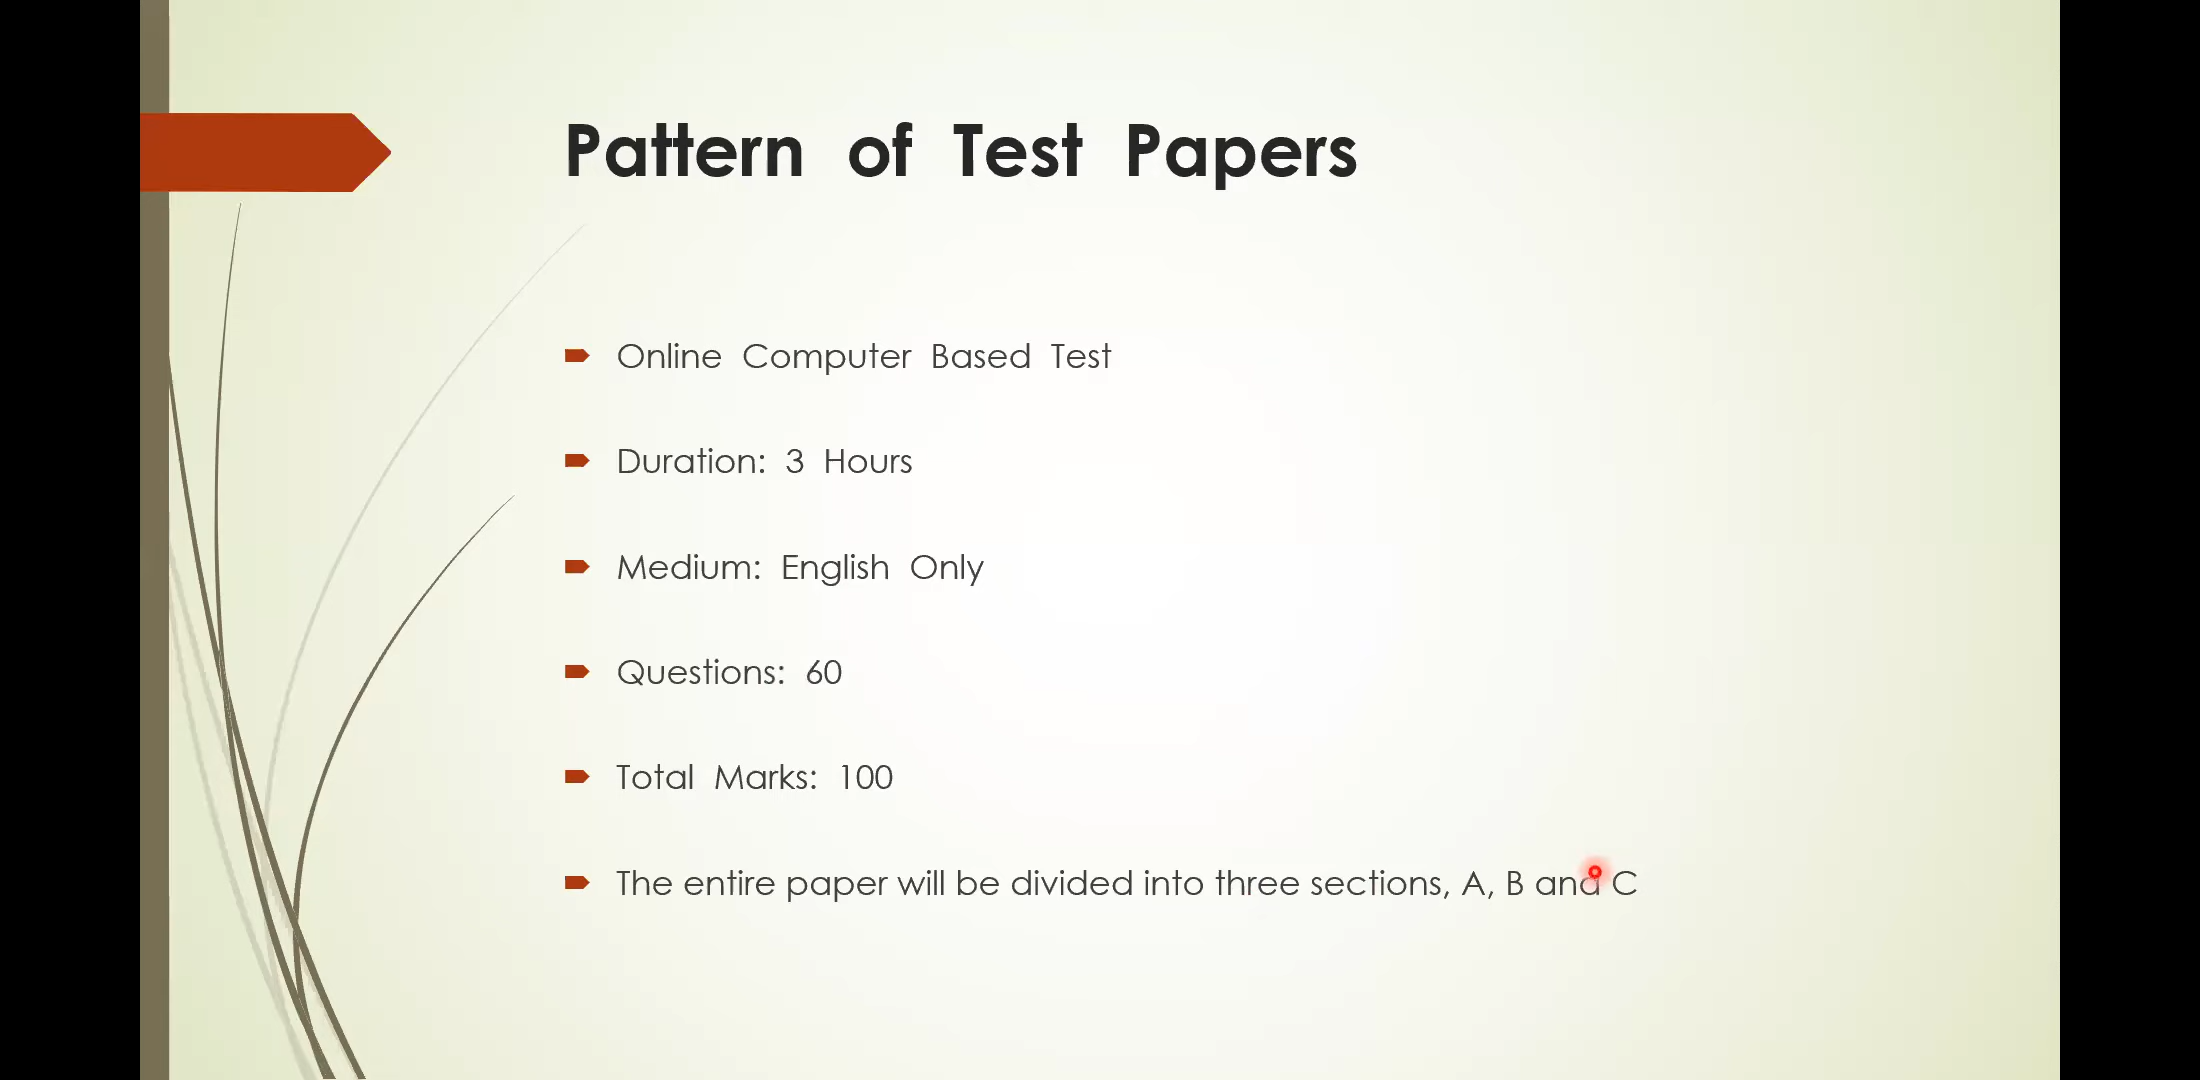 Pattern of Test Papers
Online Computer Based Test
Duration: 3 Hours
Medium: English Only
Questions: 60
Total Marks: 100
The entire paper will be divided into three sections, A, B and C